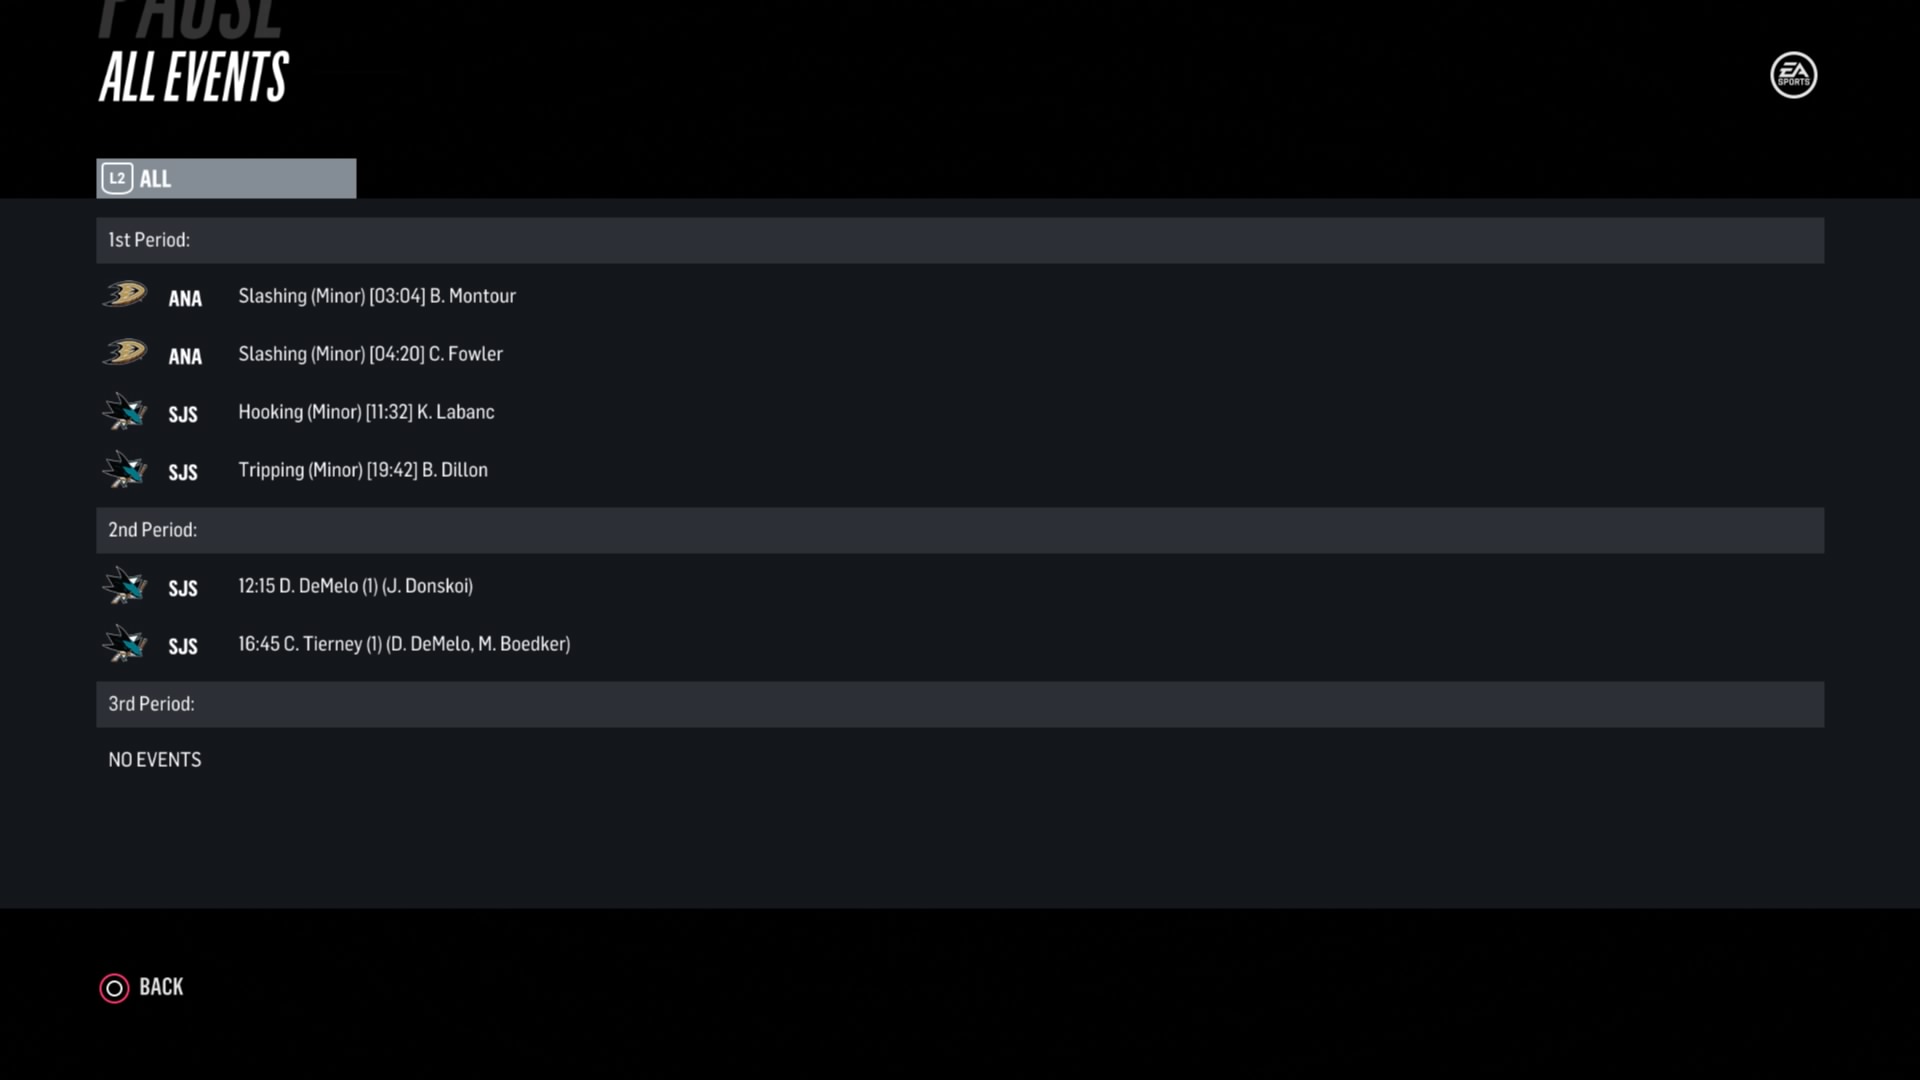 PAUSE
ALL EVENTS
EA
SPORTS
L2 ALL
1st Period:
ANA Slashing (Minor) [03:04] B. Montour
ANA Slashing (Minor) [04:20] C. Fowler
SJS Hooking (Minor) [11:32] K. Labanc
SJS Tripping (Minor) [19:42] B. Dillon
2nd Period:
SJS 12:15 D. DeMelo (1) (J. Donskoi)
SJS 16:45 C. Tierney (1) (D. DeMelo, M. Boedker)
3rd Period:
NO EVENTS
BACK